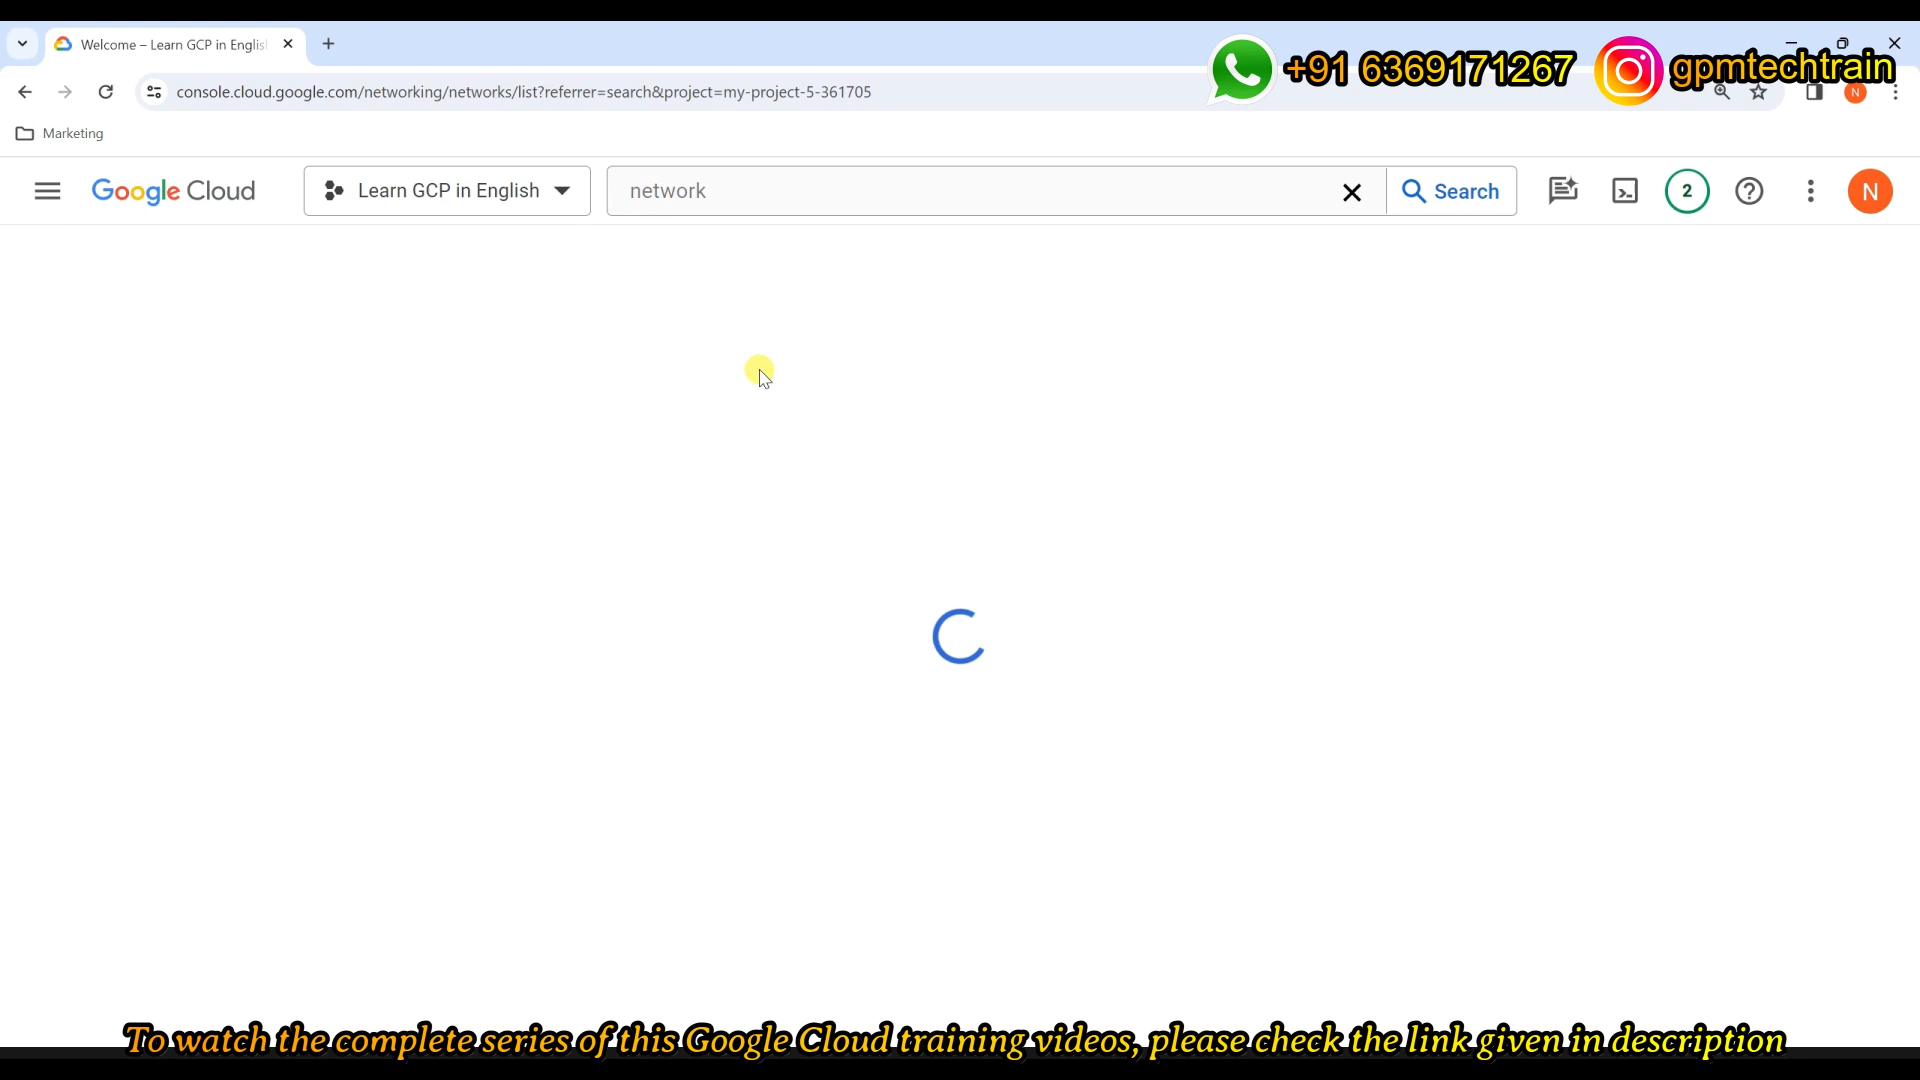 Welcome – Learn GCP in Englis
+91 6369171267
gpmtechtrain
console.cloud.google.com/networking/networks/list?referrer=search&project=my-project-5-361705
N
Marketing
Google Cloud
Learn GCP in English
network
Search
2
N
To watch the complete series of this Google Cloud training videos, please check the link given in description